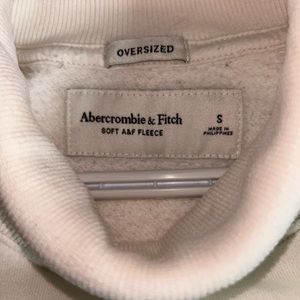 OVERSIZED
Abercrombie & Fitch
SOFT A&F FLEECE
S
MADE IN
PHILIPPINES